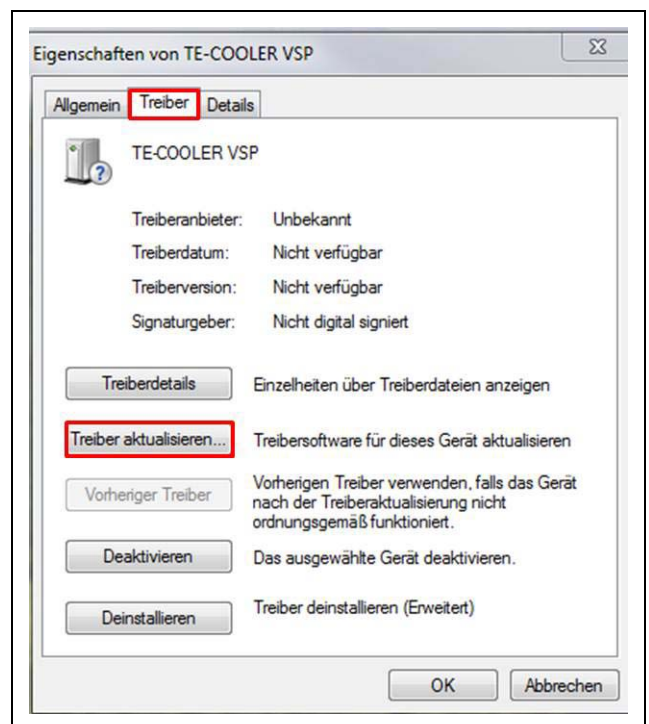 Eigenschaften von TE-COOLER VSP
Allgemein Treiber Details
TE-COOLER VSP
Treiberanbieter: Unbekannt
Treiberdatum: Nicht verfügbar
Treiberversion: Nicht verfügbar
Signaturgeber: Nicht digital signiert
Treiberdetails Einzelheiten über Treiberdateien anzeigen
Treiber aktualisieren... Treibersoftware für dieses Gerät aktualisieren
Vorheriger Treiber Vorherigen Treiber verwenden, falls das Gerät
nach der Treiberaktualisierung nicht
ordnungsgemäß funktioniert.
Deaktivieren Das ausgewählte Gerät deaktivieren.
Deinstallieren Treiber deinstallieren (Erweitert)
OK Abbrechen